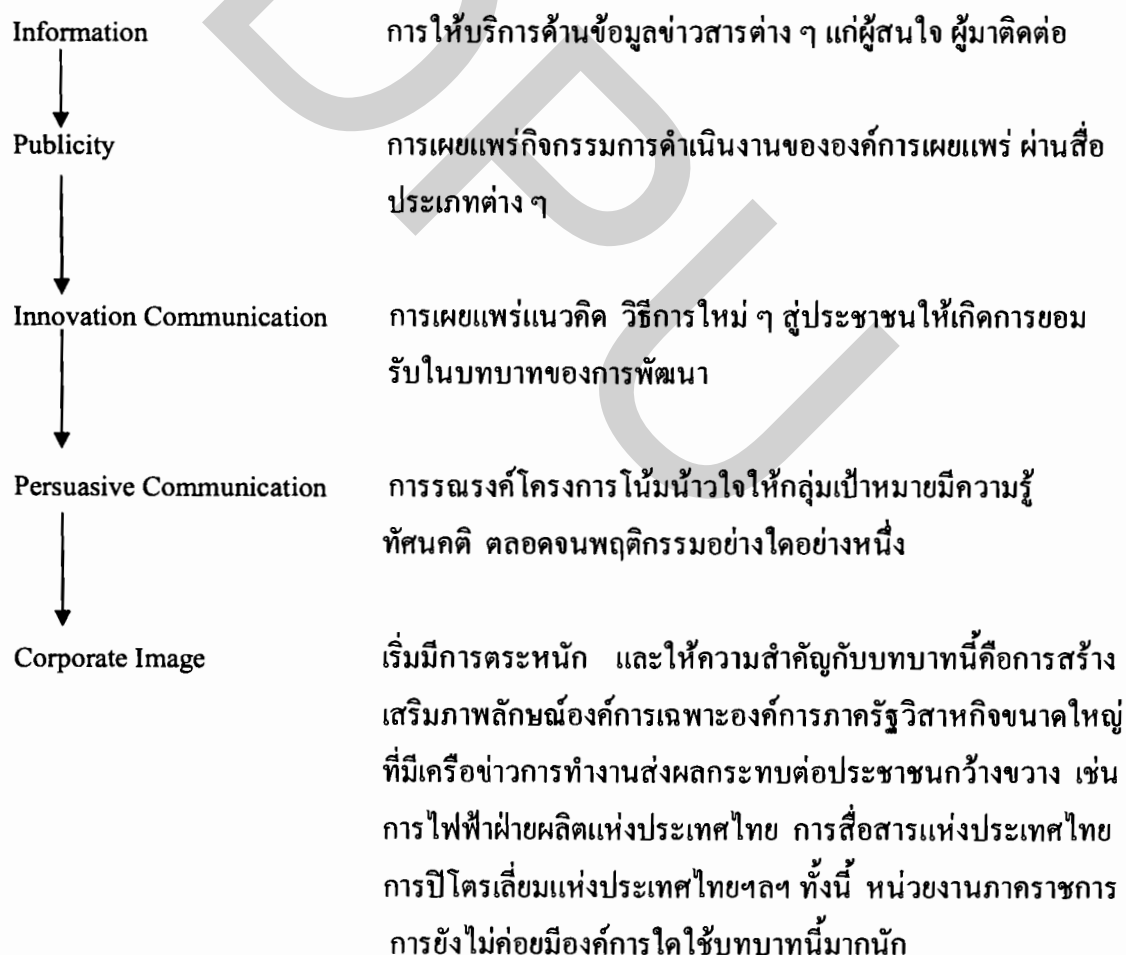 Information การให้บริการด้านข้อมูลข่าวสารต่าง ๆ แก่ผู้สนใจ ผู้มาติดต่อ
Publicity การเผยแพร่กิจกรรมการดำเนินงานขององค์การเผยแพร่ ผ่านสื่อ
ประเภทต่าง ๆ
Innovation Communication การเผยแพร่แนวคิด วิธีการใหม่ ๆ สู่ประชาชนให้เกิดการยอม
รับในบทบาทของการพัฒนา
Persuasive Communication การรณรงค์โครงการโน้มน้าวใจให้กลุ่มเป้าหมายมีความรู้
ทัศนคติ ตลอดจนพฤติกรรมอย่างใดอย่างหนึ่ง
Corporate Image เริ่มมีการตระหนัก และให้ความสำคัญกับบทบาทนี้คือการสร้าง
เสริมภาพลักษณ์องค์การเฉพาะองค์การภาครัฐวิสาหกิจขนาดใหญ่
ที่มีเครือข่าวการทำงานส่งผลกระทบต่อประชาชนกว้างขวาง เช่น
การไฟฟ้าฝ่ายผลิตแห่งประเทศไทย การสื่อสารแห่งประเทศไทย
การปิโตรเลี่ยมแห่งประเทศไทยฯลฯ ทั้งนี้ หน่วยงานภาคราชการ
การยังไม่ค่อยมีองค์การใดใช้บทบาทนี้มากนัก
DPU